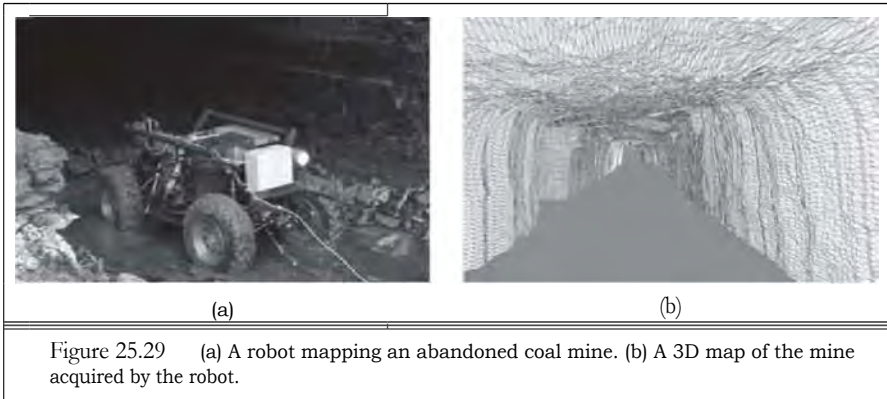 (a)
(b)
Figure 25.29 (a) A robot mapping an abandoned coal mine. (b) A 3D map of the mine
acquired by the robot.